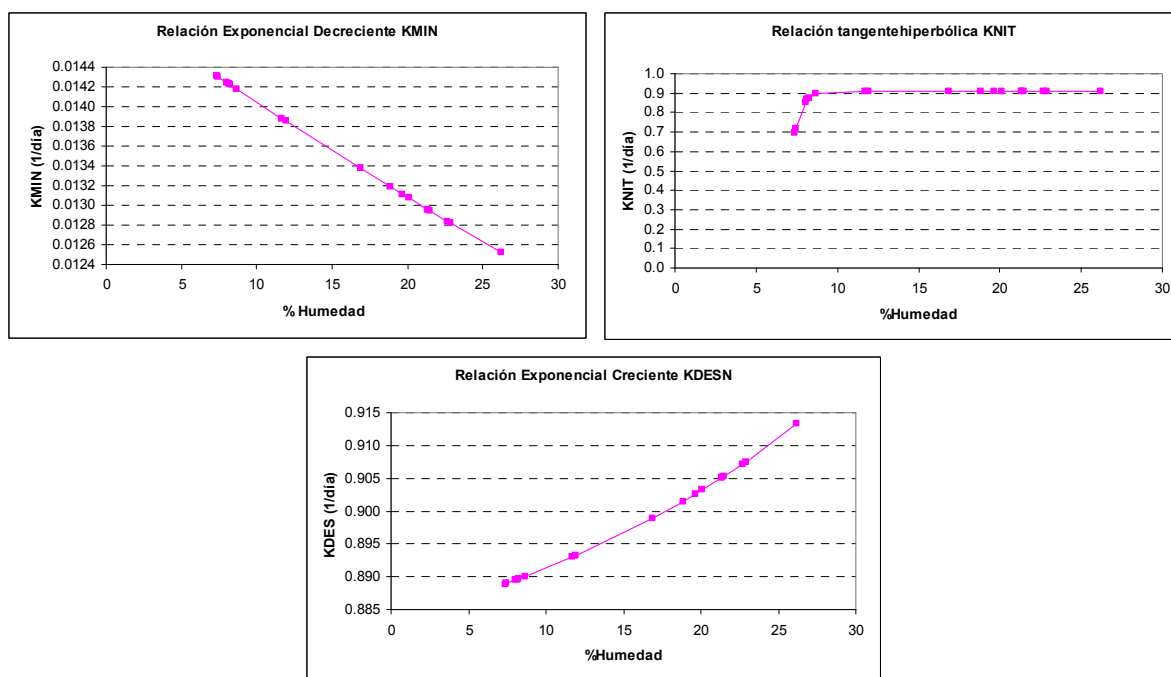 Relación Exponencial Decreciente KMIN
KMIN (1/día)
0.0144
0.0142
0.0140
0.0138
0.0136
0.0134
0.0132
0.0130
0.0128
0.0126
0.0124
0 5 10 15 20 25 30
% Humedad
Relación tangentehiperbólica KNIT
KNIT (1/día)
1.0
0.9
0.8
0.7
0.6
0.5
0.4
0.3
0.2
0.1
0.0
0 5 10 15 20 25 30
%Humedad
Relación Exponencial Creciente KDESN
KDES (1/día)
0.915
0.910
0.905
0.900
0.895
0.890
0.885
0 5 10 15 20 25 30
%Humedad